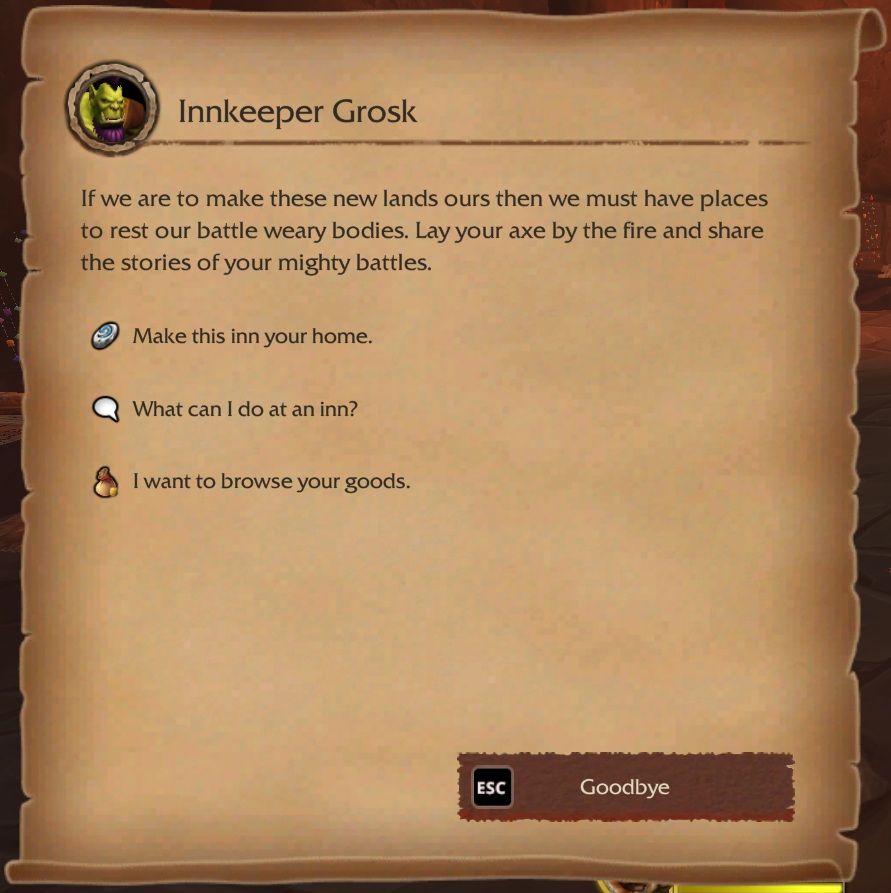 Innkeeper Grosk
If we are to make these new lands ours then we must have places
to rest our battle weary bodies. Lay your axe by the fire and share
the stories of your mighty battles.
Make this inn your home.
What can I do at an inn?
I want to browse your goods.
ESC Goodbye